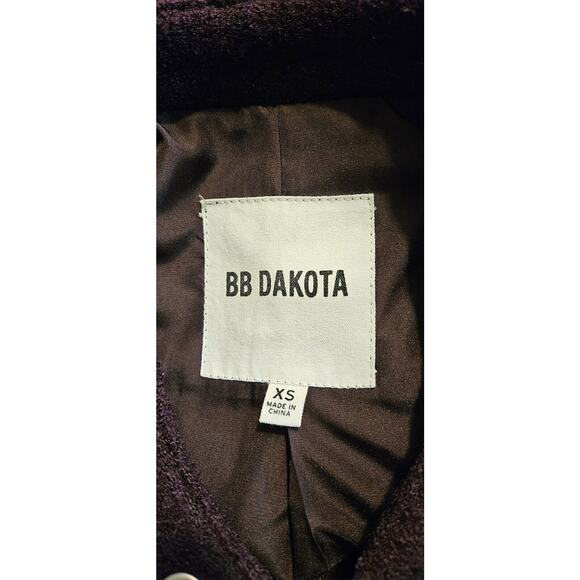 BB DAKOTA
XS
MADE IN
CHINA